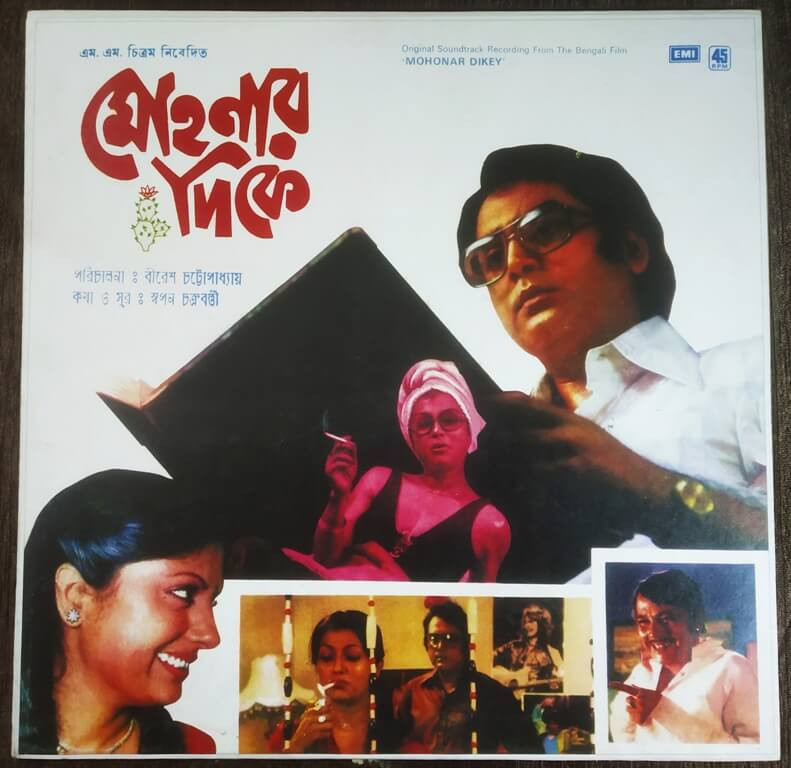 এম. এম. চিত্রম নিবেদিত
Original Soundtrack Recording From The Bengali Film
'MOHONAR DIKEY'
EMI
45
RPM
মোহনার
দিকে
পরিচালনা : বীরেশ চট্টোপাধ্যায়
কথা ও সুর : স্বপন চক্রবর্ত্তী